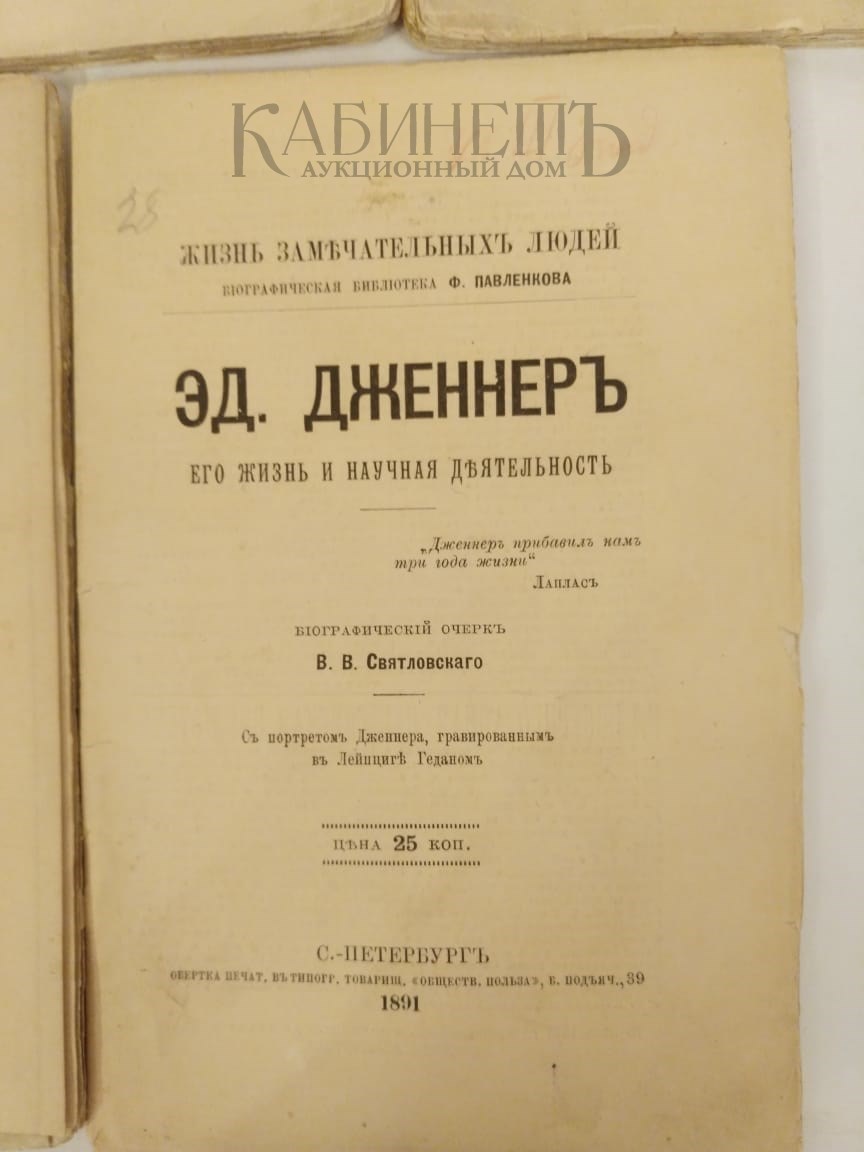 КАБИНЕТЪ
АУКЦИОННЫЙ ДОМ
28
ЖИЗНЬ ЗАМѢЧАТЕЛЬНЫХЪ ЛЮДЕЙ
БІОГРАФИЧЕСКАЯ БИБЛІОТЕКА Ф. ПАВЛЕНКОВА
ЭД. ДЖЕННЕРЪ
ЕГО ЖИЗНЬ И НАУЧНАЯ ДѢЯТЕЛЬНОСТЬ
„Дженнеръ прибавилъ намъ
три года жизни“
Лапласъ
БІОГРАФИЧЕСКІЙ ОЧЕРКЪ
В. В. Святловскаго
Съ портретомъ Дженнера, гравированнымъ
въ Лейпцигѣ Геданомъ
ЦѢНА 25 КОП.
С.-ПЕТЕРБУРГЪ
ОБЕРТКА ПЕЧАТ. ВЪ ТИПОГР. ТОВАРИЩ. «ОБЩЕСТВ. ПОЛЬЗА», Б. ПОДЪЯЧ., 39
1891